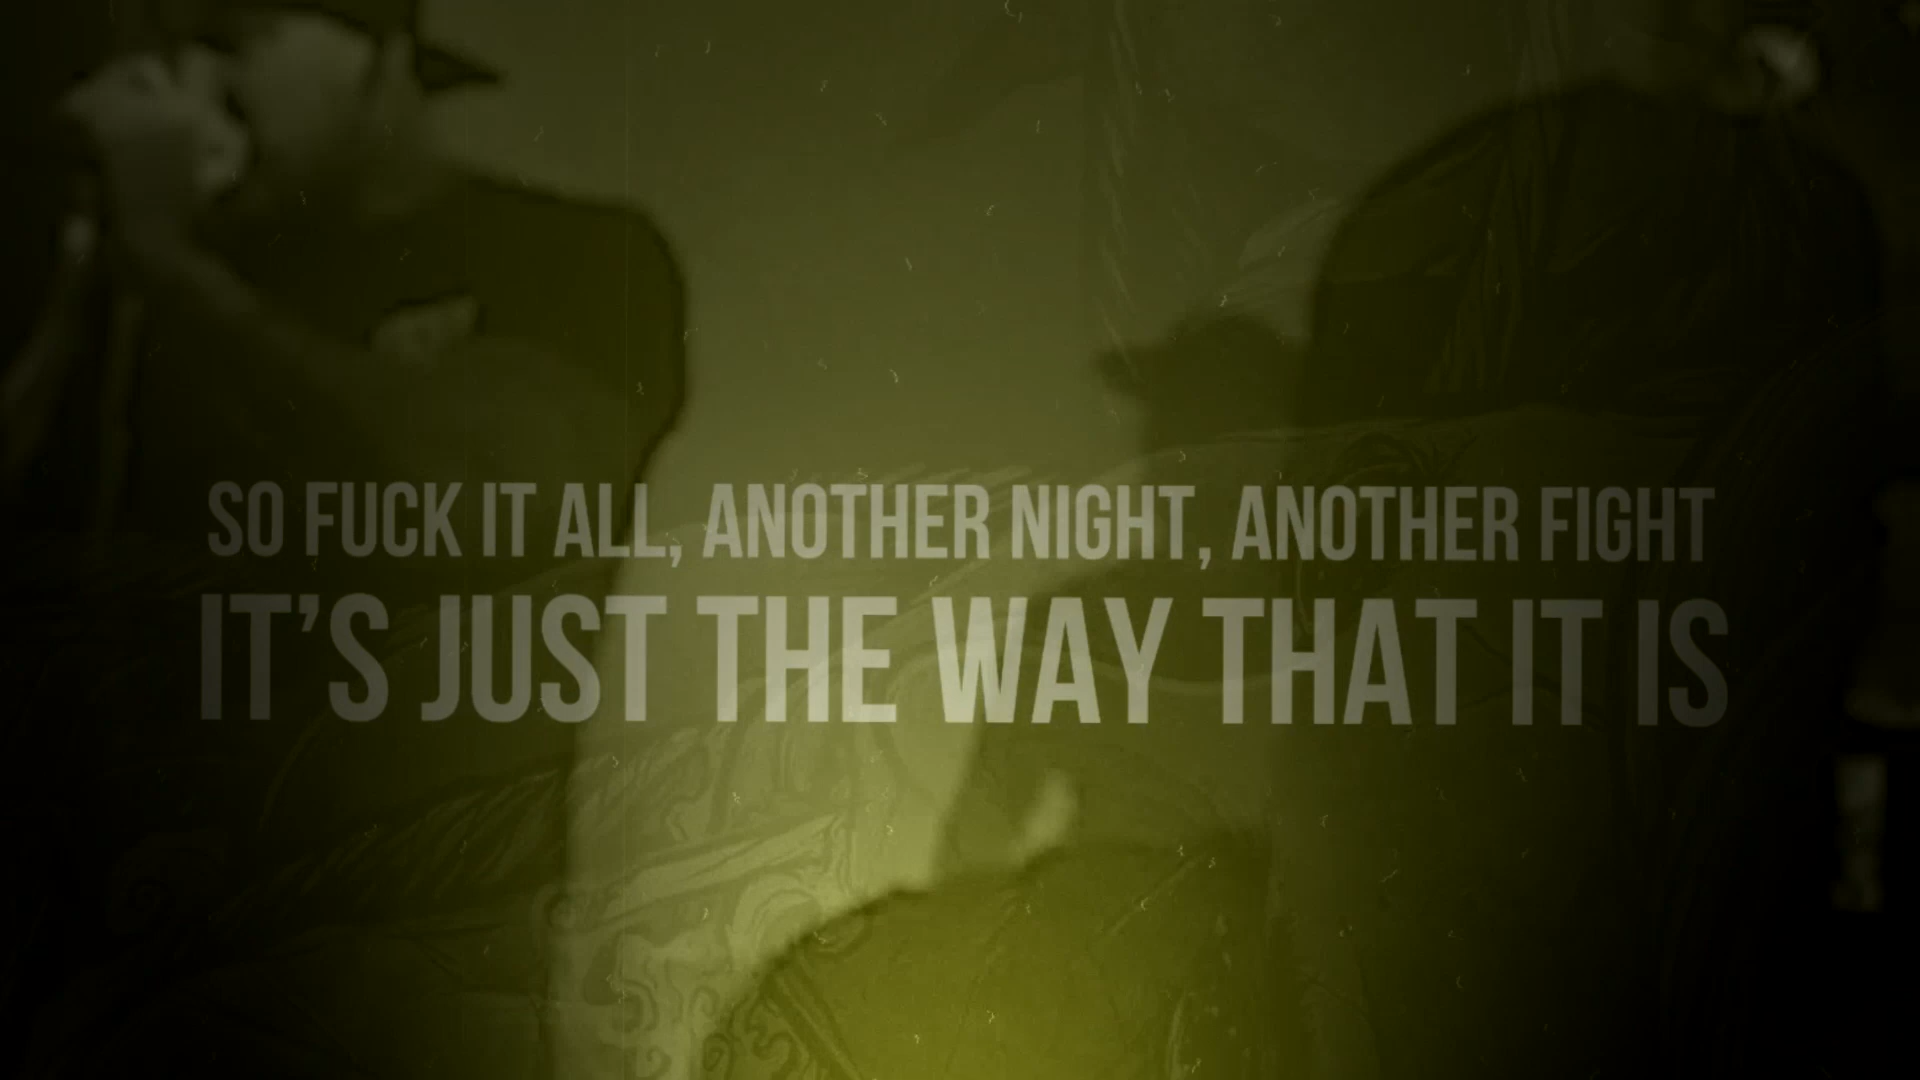 SO FUCK IT ALL, ANOTHER NIGHT, ANOTHER FIGHT
IT'S JUST THE WAY THAT IT IS